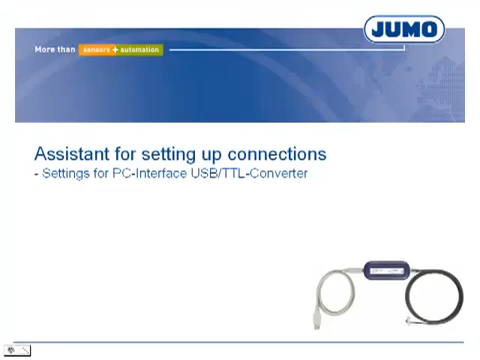 JUMO
More than sensors + automation
Assistant for setting up connections
- Settings for PC-Interface USB/TTL-Converter